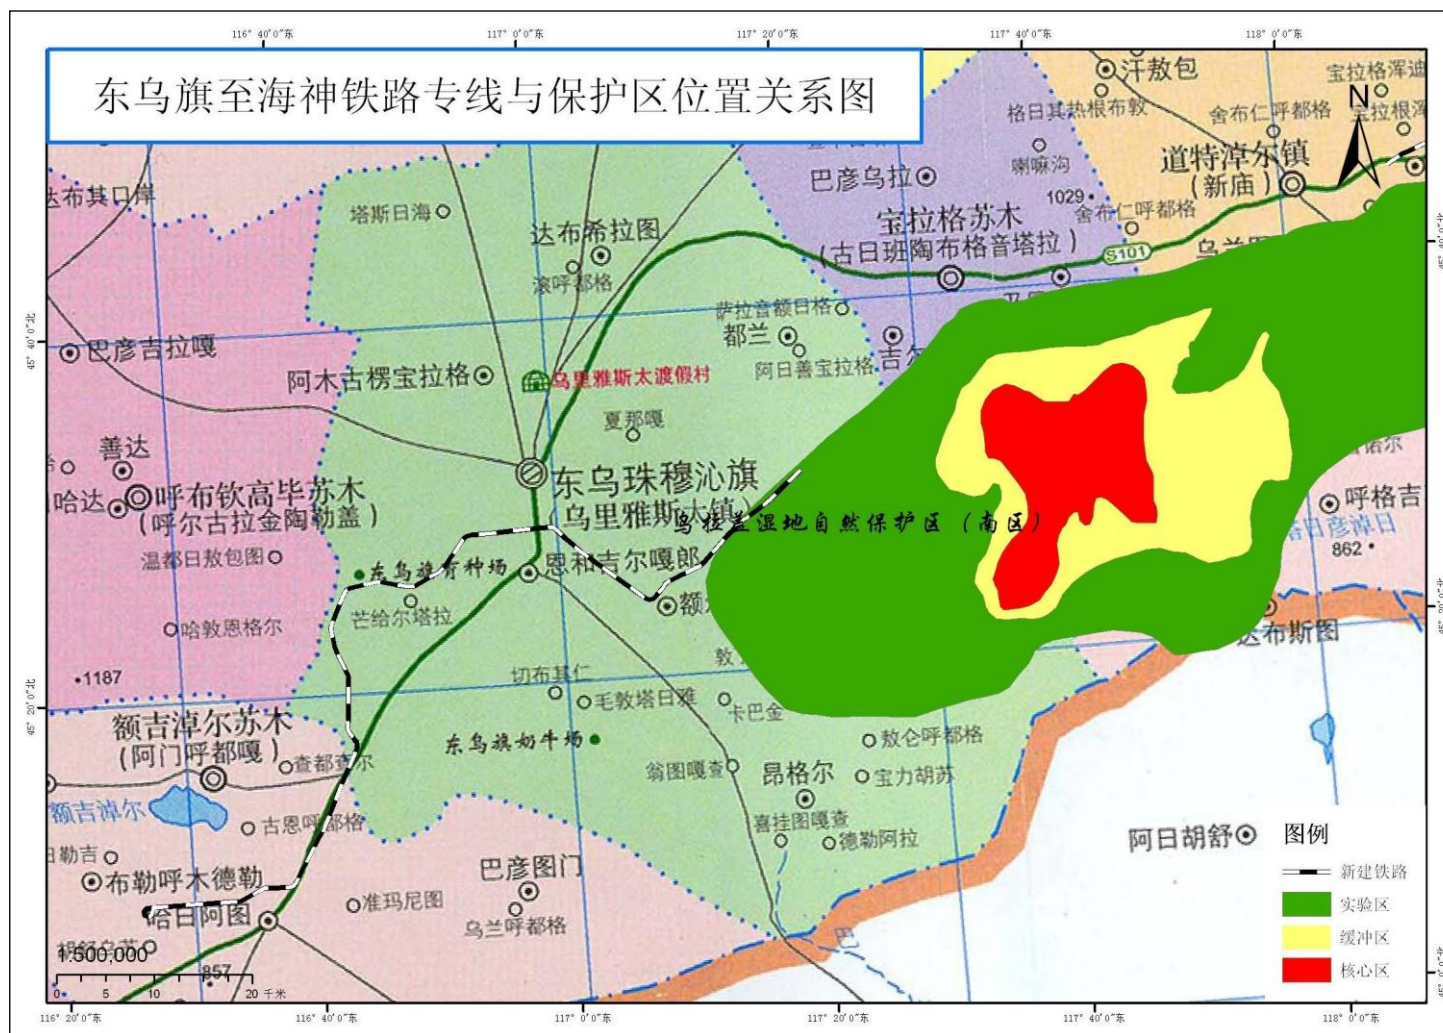 116° 40′0″东
117° 0′0″东
117° 20′0″东
117° 40′0″东
118° 0′0″东
东乌旗至海神铁路专线与保护区位置关系图
汗敖包
宝拉格浑迪
N
格日其热根布敦
舍布仁呼都格
喇嘛沟
道特淖尔镇
(新庙)
巴彦乌拉
达布其口岸
1029
塔斯日海
宝拉格苏木
舍布仁呼都格
达布希拉图
(古日班陶布格音塔拉)
S101
滚呼都格
萨拉音额日格
都兰
巴彦吉拉嘎
阿日善宝拉格
阿木古楞宝拉格
乌里雅斯太渡假村
夏那嘎
善达
东乌珠穆沁旗
呼布钦高毕苏木
哈达
(呼尔古拉金陶勒盖)
呼格吉
乌拉盖湿地自然保护区(南区)
862
温都日敖包图
东乌旗育种场
恩和吉尔嘎郎
芒给尔塔拉
哈敦恩格尔
达布斯图
1187
切布其仁
毛敦塔日雅
卡巴金
额吉淖尔苏木
(阿门呼都嘎)
东乌旗奶牛场
敖仑呼都格
查都查尔
翁图嘎查
昂格尔
宝力胡苏
额吉淖尔
古恩呼都格
喜挂图嘎查
德勒阿拉
阿日胡舒
图例
日勒吉
布勒呼木德勒
巴彦图门
新建铁路
哈日阿图
准玛尼图
乌兰呼都格
实验区
缓冲区
巴
1:500,000
857
核心区
0 5 10 20 千米
116° 20′0″东
116° 40′0″东
117° 0′0″东
117° 20′0″东
117° 40′0″东
118° 0′0″东